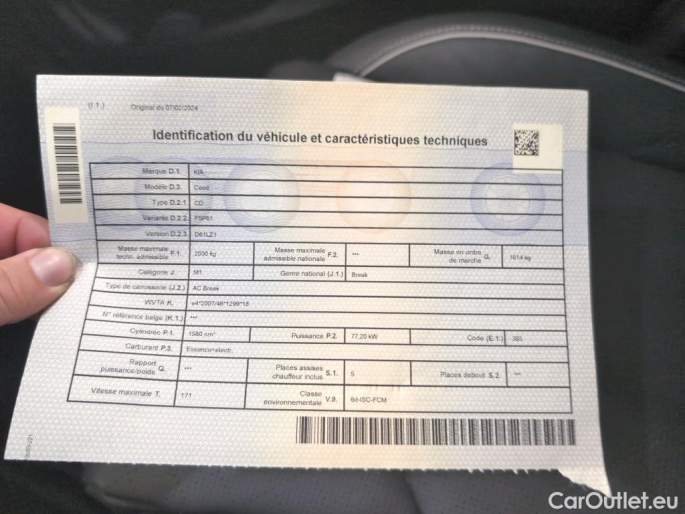 (I.1.) Original du 07/02/2024
Identification du véhicule et caractéristiques techniques
Marque D.1. KIA
Modèle D.3. Ceed
Type D.2.1. CD
Variante D.2.2. F5P61
Version D.2.3. D61LZ1
Masse maximale techn. admissible F.1. 2000 kg Masse maximale admissible nationale F.2. --- Masse en ordre de marche G. 1614 kg
Catégorie J. M1 Genre national (J.1.) Break
Type de carrosserie (J.2.) AC Break
WVTA K. e4*2007/46*1299*18
N° référence belge (K.1.) ---
Cylindrée P.1. 1580 cm³ Puissance P.2. 77,20 kW Code (E.1.) 385
Carburant P.3. Essence+électr.
Rapport puissance/poids Q. --- Places assises chauffeur inclus S.1. 5 Places debout S.2. ---
Vitesse maximale T. 171 Classe environnementale V.9. 6d-ISC-FCM
CarOutlet.eu